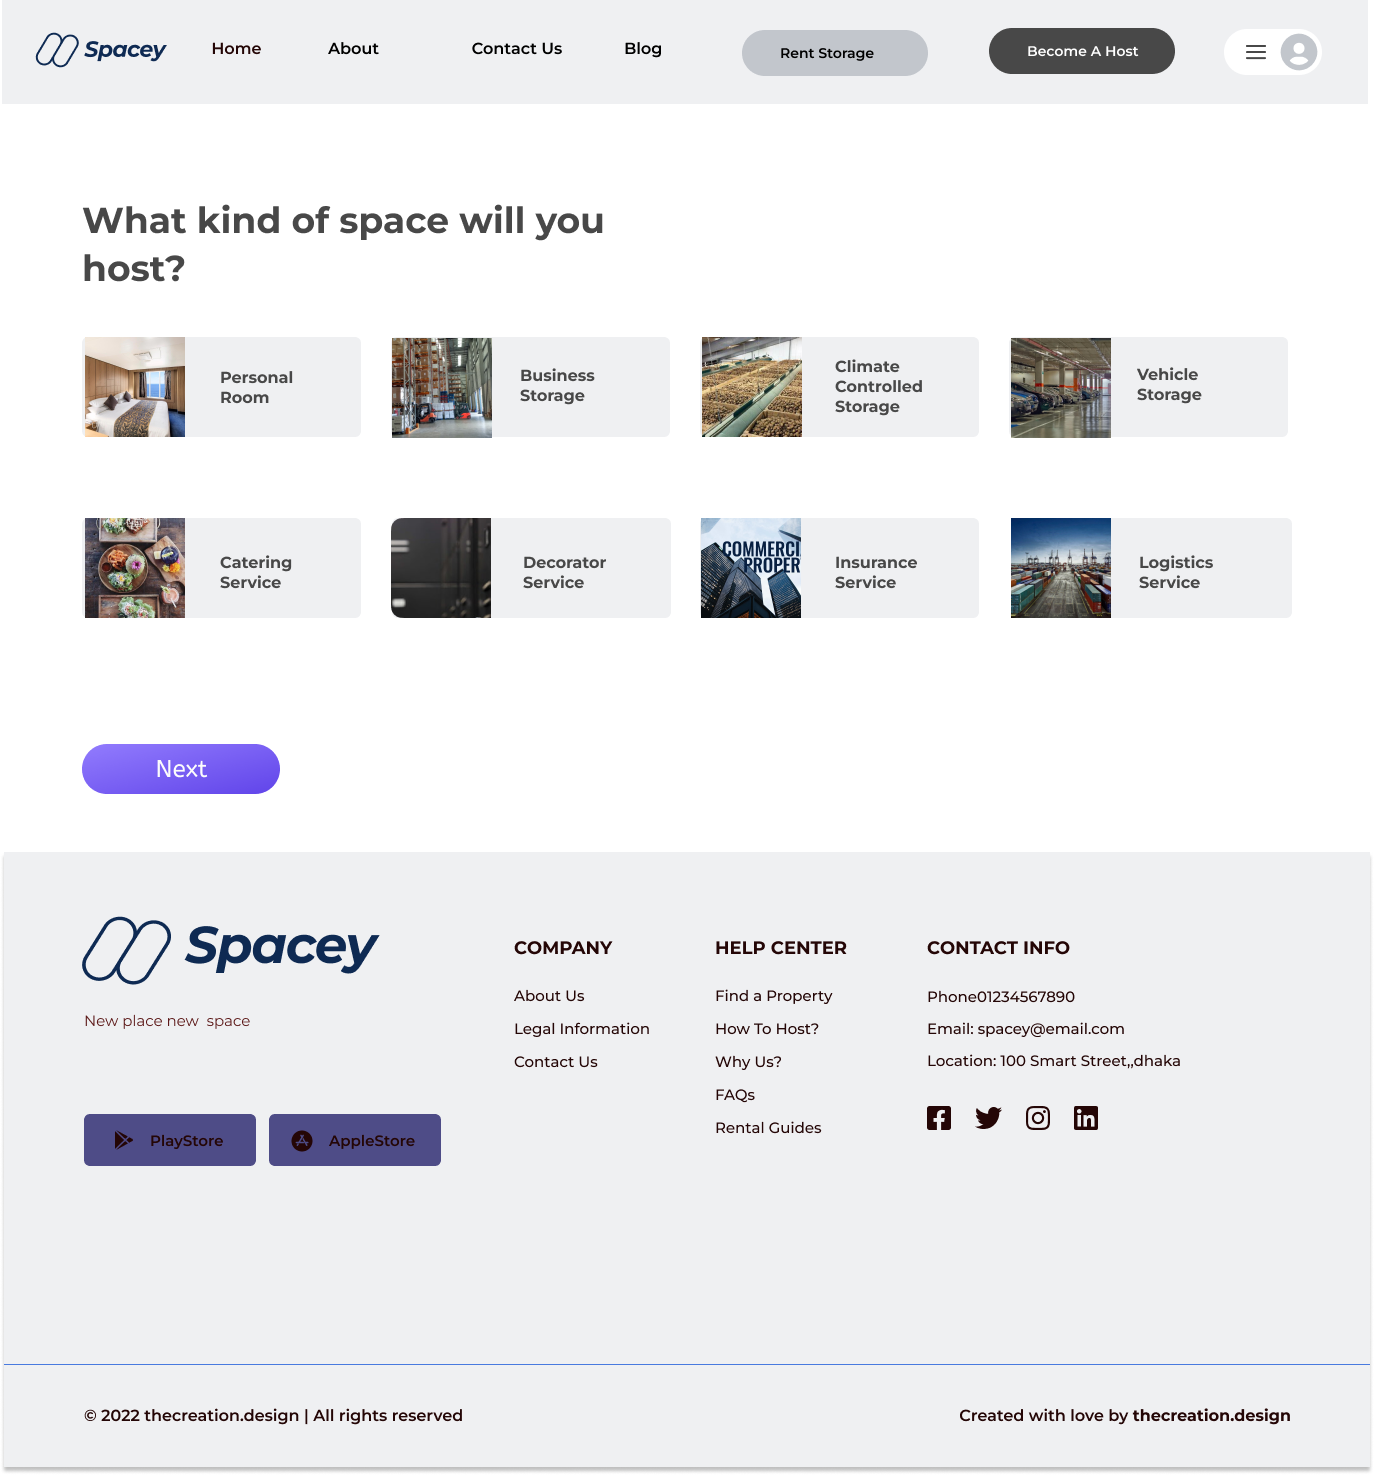 Spacey
Home
About
Contact Us
Blog
Rent Storage
Become A Host
What kind of space will you
host?
Personal
Room
Business
Storage
Climate
Controlled
Storage
Vehicle
Storage
Catering
Service
Decorator
Service
COMMERCI
PROPER
Insurance
Service
Logistics
Service
Next
Spacey
New place new  space
PlayStore
AppleStore
COMPANY
About Us
Legal Information
Contact Us
HELP CENTER
Find a Property
How To Host?
Why Us?
FAQs
Rental Guides
CONTACT INFO
Phone01234567890
Email: spacey@email.com
Location: 100 Smart Street,,dhaka
© 2022 thecreation.design | All rights reserved
Created with love by thecreation.design